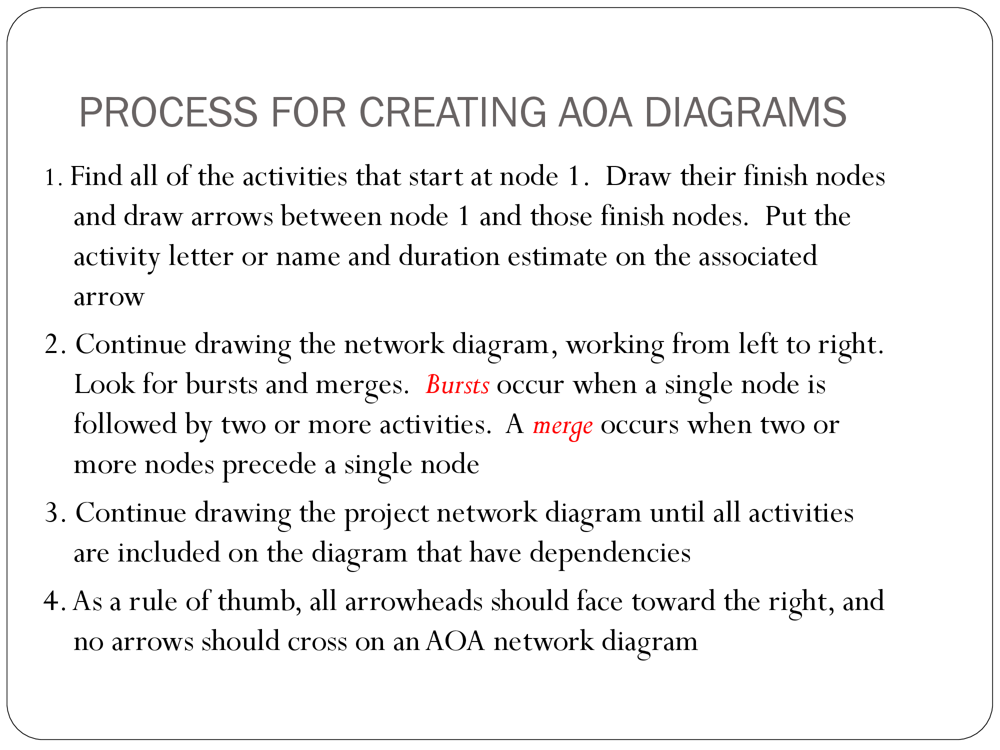 PROCESS FOR CREATING AOA DIAGRAMS
1. Find all of the activities that start at node 1.  Draw their finish nodes
and draw arrows between node 1 and those finish nodes.  Put the
activity letter or name and duration estimate on the associated
arrow
2. Continue drawing the network diagram, working from left to right.
Look for bursts and merges.  Bursts occur when a single node is
followed by two or more activities.  A merge occurs when two or
more nodes precede a single node
3. Continue drawing the project network diagram until all activities
are included on the diagram that have dependencies
4. As a rule of thumb, all arrowheads should face toward the right, and
no arrows should cross on an AOA network diagram